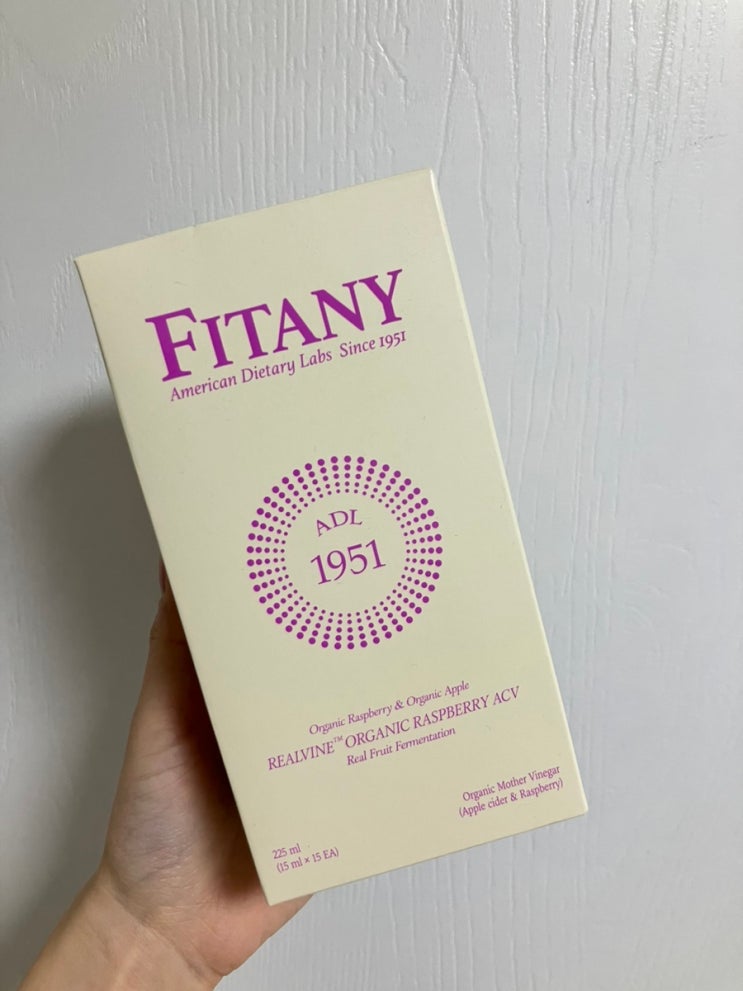 FITANY
American Dietary Labs Since 1951
ADL
1951
Organic Raspberry & Organic Apple
REALVINE™ ORGANIC RASPBERRY ACV
Real Fruit Fermentation
Organic Mother Vinegar
(Apple cider & Raspberry)
225 ml
(15 ml × 15 EA)